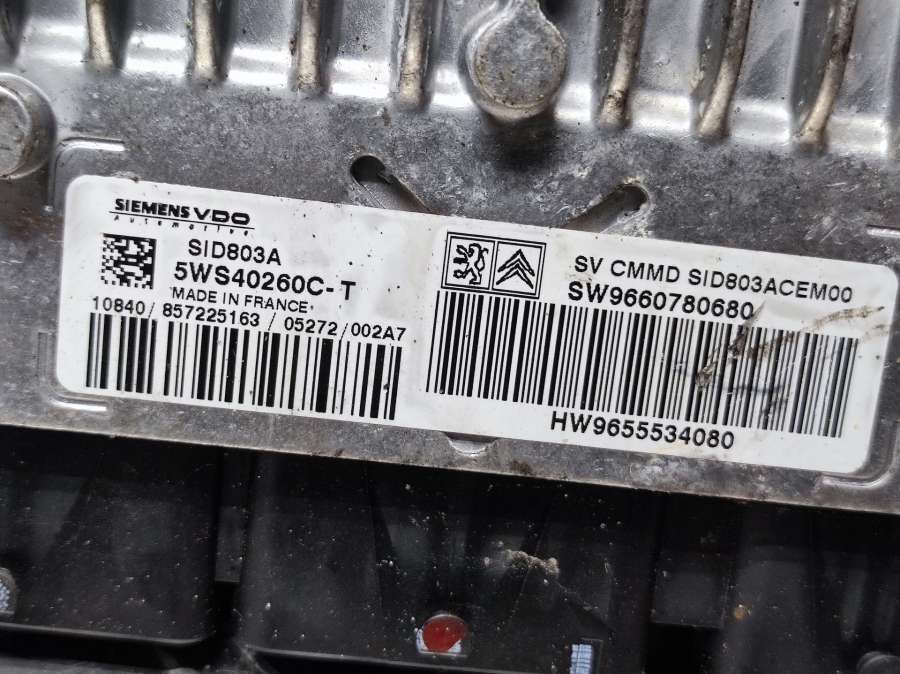 SIEMENS VDO
Automotive
SID803A
5WS40260C-T
MADE IN FRANCE
10840/857225163/05272/002A7
SV CMMD SID803ACEM00
SW9660780680
HW9655534080